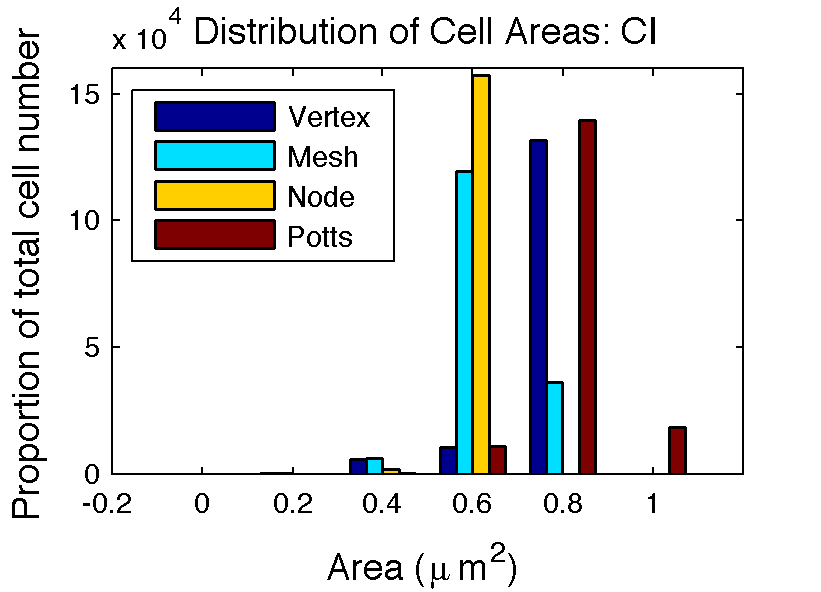 x 10^4 Distribution of Cell Areas: CI
Proportion of total cell number
15
10
5
0
Vertex
Mesh
Node
Potts
-0.2 0 0.2 0.4 0.6 0.8 1
Area (μ m^2)